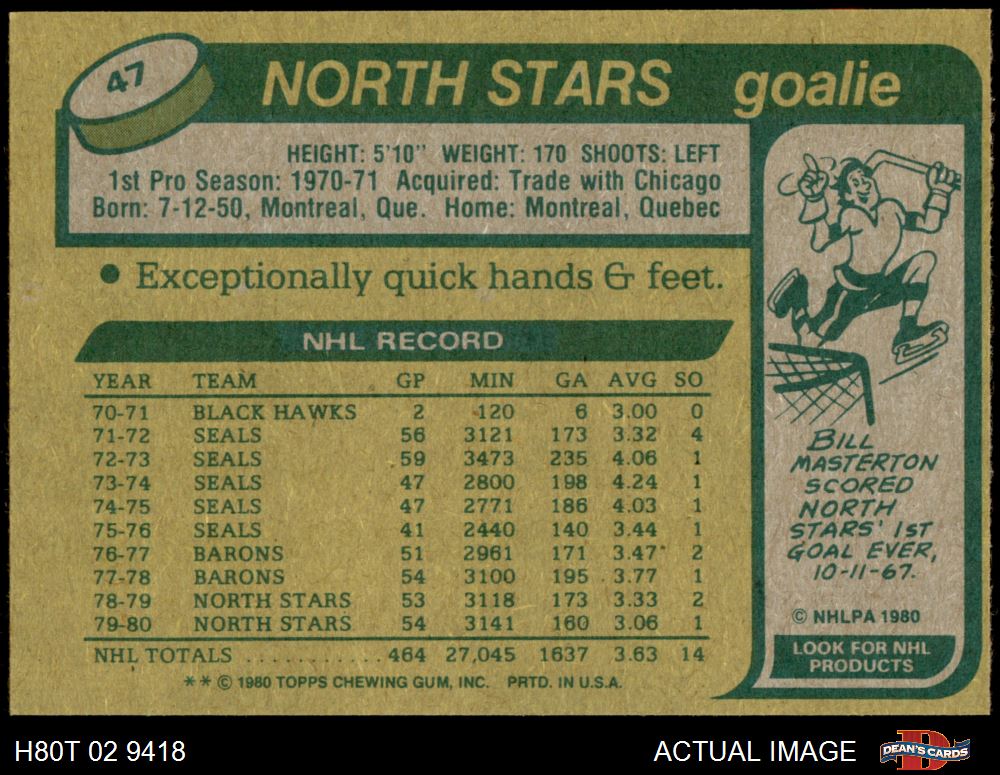 47
NORTH STARS goalie
HEIGHT: 5'10" WEIGHT: 170 SHOOTS: LEFT
1st Pro Season: 1970-71 Acquired: Trade with Chicago
Born: 7-12-50, Montreal, Que. Home: Montreal, Quebec
• Exceptionally quick hands & feet.
NHL RECORD
YEAR TEAM GP MIN GA AVG SO
70-71 BLACK HAWKS 2 120 6 3.00 0
71-72 SEALS 56 3121 173 3.32 4
72-73 SEALS 59 3473 235 4.06 1
73-74 SEALS 47 2800 198 4.24 1
74-75 SEALS 47 2771 186 4.03 1
75-76 SEALS 41 2440 140 3.44 1
76-77 BARONS 51 2961 171 3.47 2
77-78 BARONS 54 3100 195 3.77 1
78-79 NORTH STARS 53 3118 173 3.33 2
79-80 NORTH STARS 54 3141 160 3.06 1
NHL TOTALS . . . . . . . . . . . 464 27,045 1637 3.63 14
** © 1980 TOPPS CHEWING GUM, INC. PRTD. IN U.S.A.
BILL
MASTERTON
SCORED
NORTH
STARS' 1ST
GOAL EVER,
10-11-67.
© NHLPA 1980
LOOK FOR NHL
PRODUCTS
H80T 02 9418 ACTUAL IMAGE DEAN'S CARDS